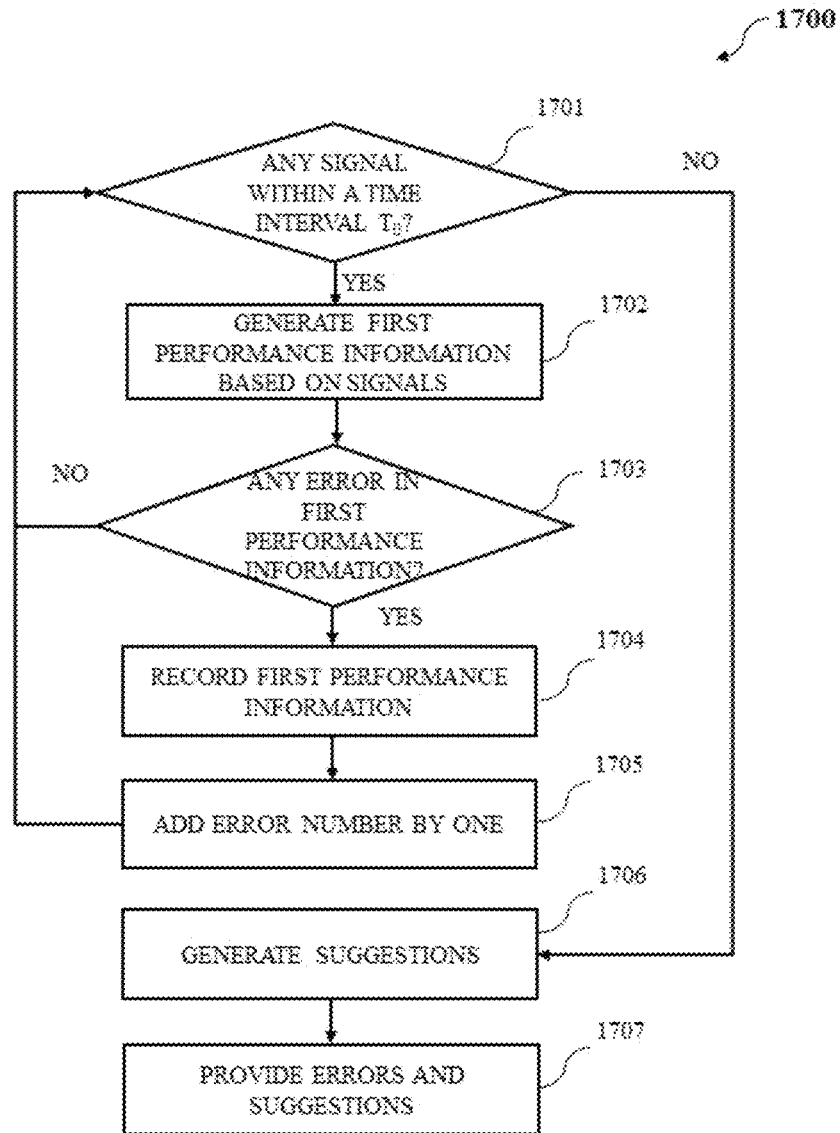 1700
1701
ANY SIGNAL
WITHIN A TIME
INTERVAL T₀?
NO
YES
1702
GENERATE FIRST
PERFORMANCE INFORMATION
BASED ON SIGNALS
NO
1703
ANY ERROR IN
FIRST
PERFORMANCE
INFORMATION?
YES
1704
RECORD FIRST PERFORMANCE
INFORMATION
1705
ADD ERROR NUMBER BY ONE
1706
GENERATE SUGGESTIONS
1707
PROVIDE ERRORS AND
SUGGESTIONS